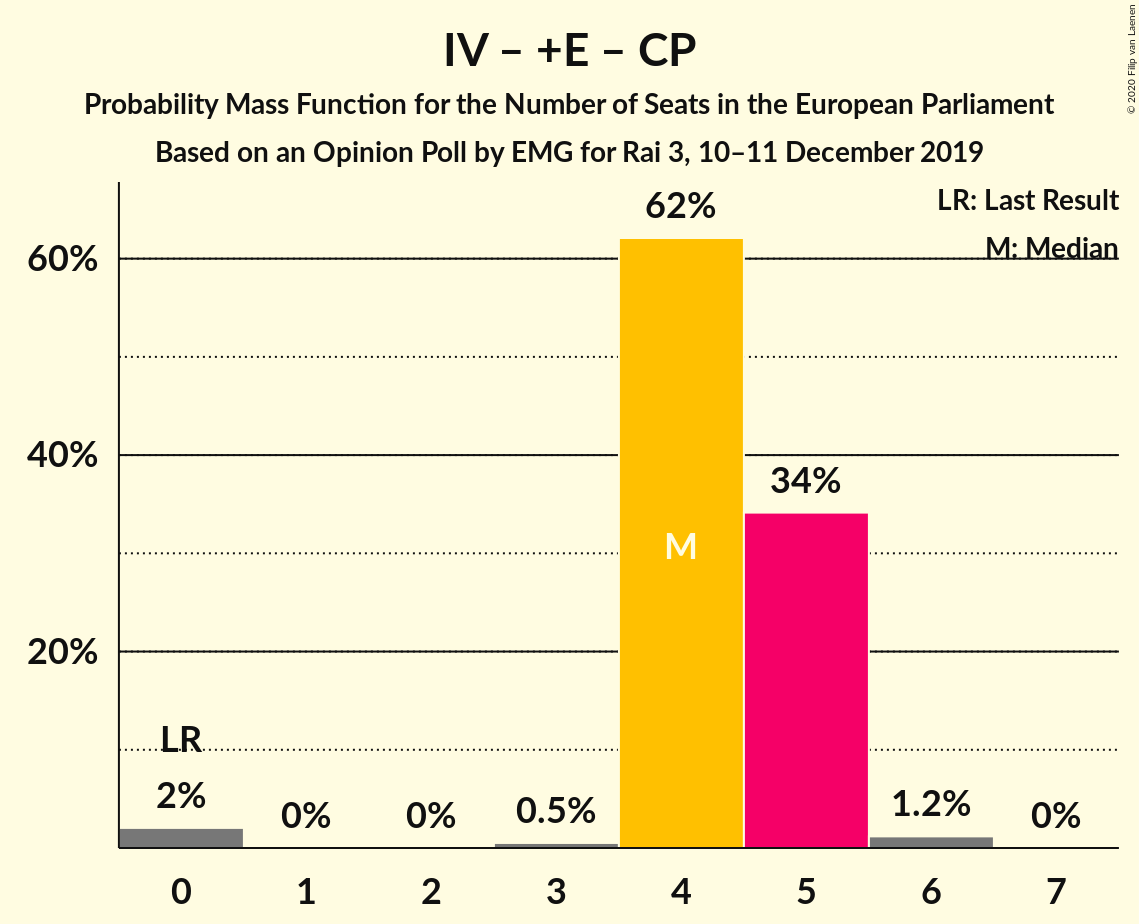 IV – +E – CP
Probability Mass Function for the Number of Seats in the European Parliament
Based on an Opinion Poll by EMG for Rai 3, 10–11 December 2019
© 2020 Filip van Laenen
LR: Last Result
M: Median
60%
40%
20%
62%
34%
M
LR
2%
0%
0%
0.5%
1.2%
0%
0 1 2 3 4 5 6 7